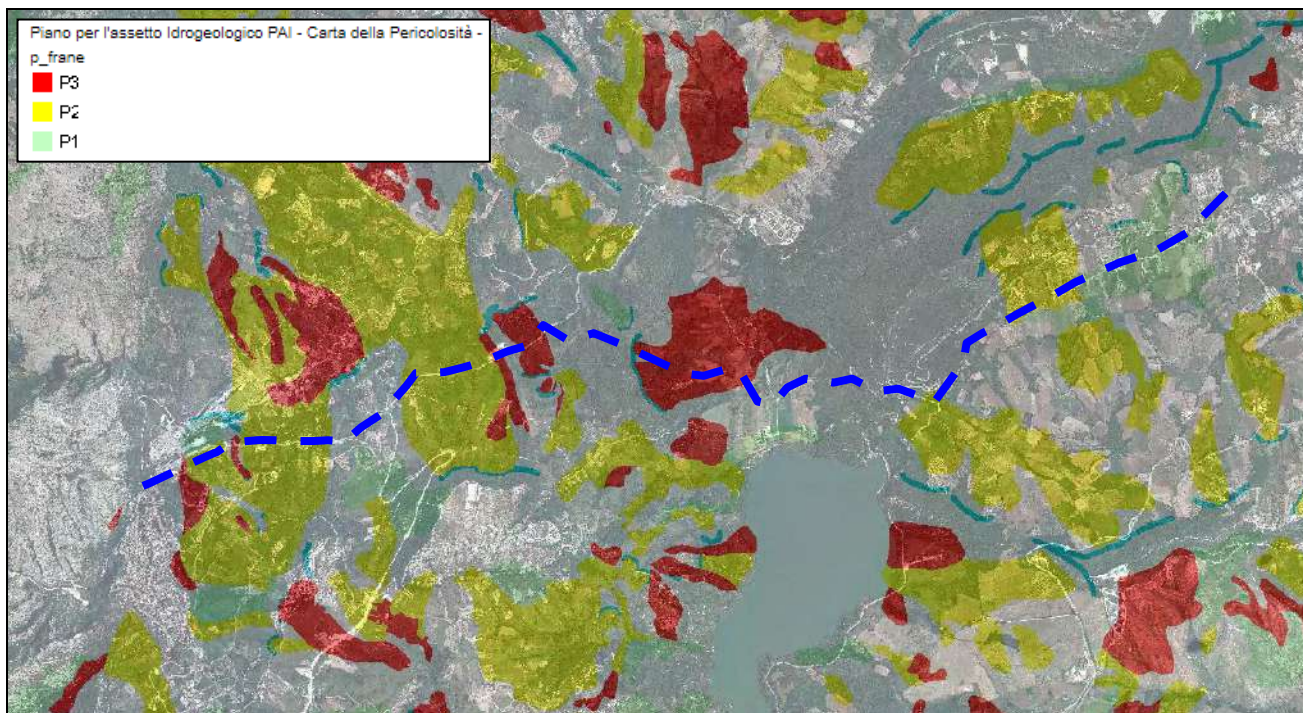 Piano per l'assetto Idrogeologico PAI - Carta della Pericolosità -
p_frane
P3
P2
P1